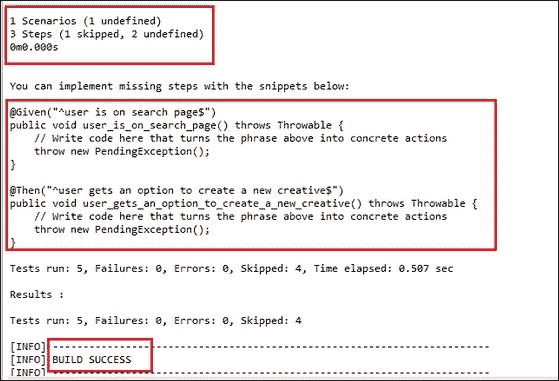 1 Scenarios (1 undefined)
3 Steps (1 skipped, 2 undefined)
0m0.000s
You can implement missing steps with the snippets below:
@Given("^user is on search page$")
public void user_is_on_search_page() throws Throwable {
// Write code here that turns the phrase above into concrete actions
throw new PendingException();
}
@Then("^user gets an option to create a new creative$")
public void user_gets_an_option_to_create_a_new_creative() throws Throwable {
// Write code here that turns the phrase above into concrete actions
throw new PendingException();
}
Tests run: 5, Failures: 0, Errors: 0, Skipped: 4, Time elapsed: 0.507 sec
Results :
Tests run: 5, Failures: 0, Errors: 0, Skipped: 4
[INFO] ------------------------------------------------------------------------
[INFO] BUILD SUCCESS
[INFO] ------------------------------------------------------------------------